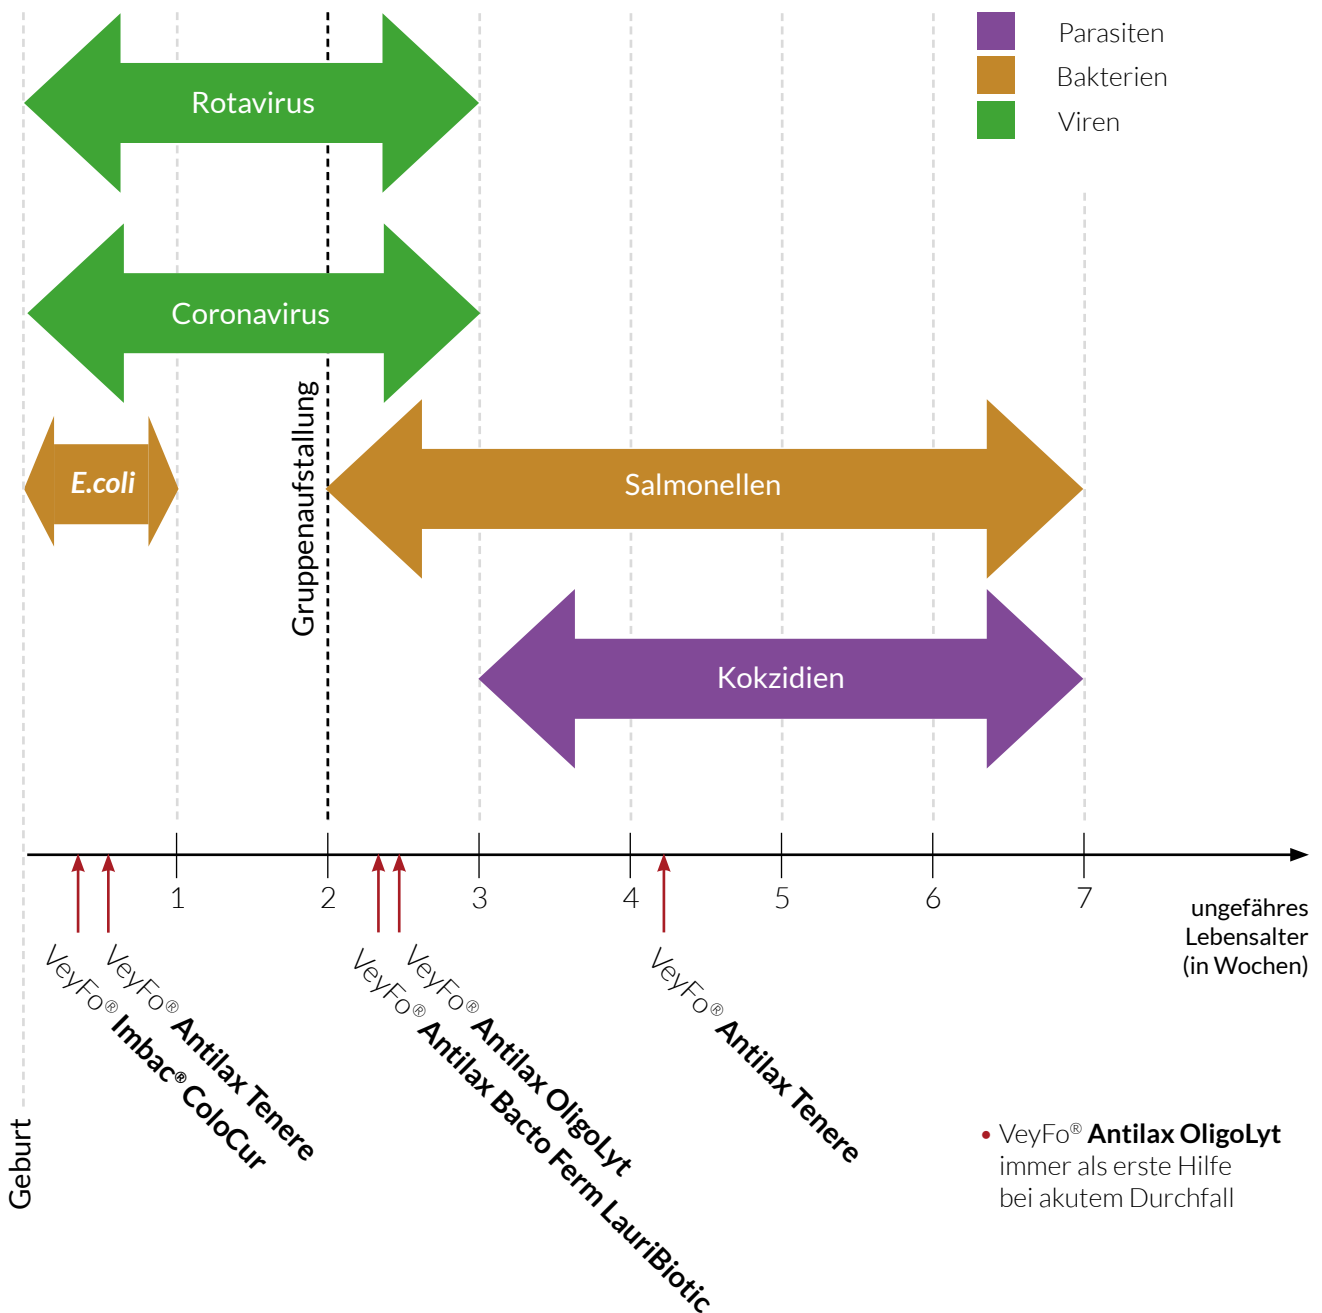 Parasiten
Bakterien
Viren
Rotavirus
Coronavirus
E.coli
Gruppenaufstallung
Salmonellen
Kokzidien
1
2
3
4
5
6
7
ungefähres
Lebensalter
(in Wochen)
Geburt
VeyFo® Imbac® ColoCur
VeyFo® Antilax Tenere
VeyFo® Antilax Bacto Ferm LauriBiotic
VeyFo® Antilax OligoLyt
VeyFo® Antilax Tenere
• VeyFo® Antilax OligoLyt
immer als erste Hilfe
bei akutem Durchfall